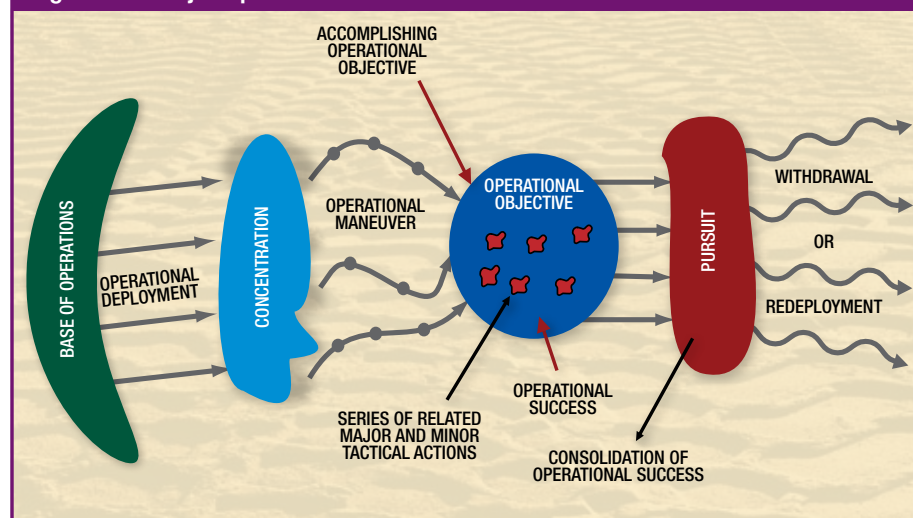 ACCOMPLISHING
OPERATIONAL
OBJECTIVE
BASE OF OPERATIONS
OPERATIONAL
DEPLOYMENT
CONCENTRATION
OPERATIONAL
MANEUVER
OPERATIONAL
OBJECTIVE
PURSUIT
WITHDRAWAL
OR
REDEPLOYMENT
SERIES OF RELATED
MAJOR AND MINOR
TACTICAL ACTIONS
OPERATIONAL
SUCCESS
CONSOLIDATION OF
OPERATIONAL SUCCESS